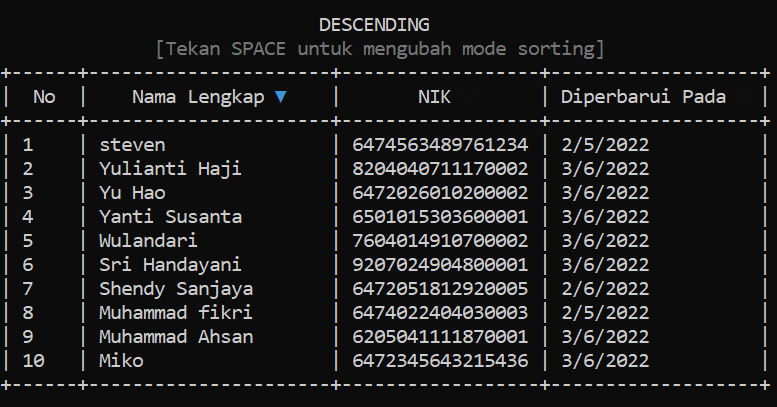 DESCENDING
[Tekan SPACE untuk mengubah mode sorting]
+------+----------------------+------------------+-------------------+
| No | Nama Lengkap ▼ | NIK | Diperbarui Pada |
+------+----------------------+------------------+-------------------+
| 1 | steven | 6474563489761234 | 2/5/2022 |
| 2 | Yulianti Haji | 8204040711170002 | 3/6/2022 |
| 3 | Yu Hao | 6472026010200002 | 3/6/2022 |
| 4 | Yanti Susanta | 6501015303600001 | 3/6/2022 |
| 5 | Wulandari | 7604014910700002 | 3/6/2022 |
| 6 | Sri Handayani | 9207024904800001 | 3/6/2022 |
| 7 | Shendy Sanjaya | 6472051812920005 | 2/6/2022 |
| 8 | Muhammad fikri | 6474022404030003 | 2/5/2022 |
| 9 | Muhammad Ahsan | 6205041111870001 | 3/6/2022 |
| 10 | Miko | 6472345643215436 | 3/6/2022 |
+------+----------------------+------------------+-------------------+